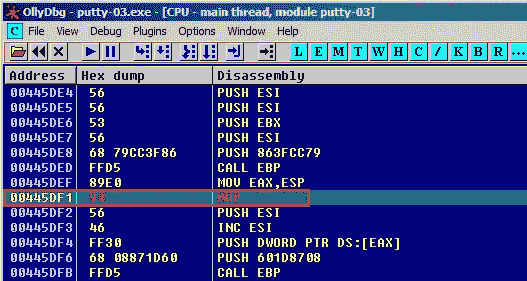 OllyDbg - putty-03.exe - [CPU - main thread, module putty-03]
C File View Debug Plugins Options Window Help
L E M T W H C / K B R ...
Address Hex dump Disassembly
00445DE4 56 PUSH ESI
00445DE5 56 PUSH ESI
00445DE6 53 PUSH EBX
00445DE7 56 PUSH ESI
00445DE8 68 79CC3F86 PUSH 863FCC79
00445DED FFD5 CALL EBP
00445DEF 89E0 MOV EAX,ESP
00445DF1 90 NOP
00445DF2 56 PUSH ESI
00445DF3 46 INC ESI
00445DF4 FF30 PUSH DWORD PTR DS:[EAX]
00445DF6 68 08871D60 PUSH 601D8708
00445DFB FFD5 CALL EBP